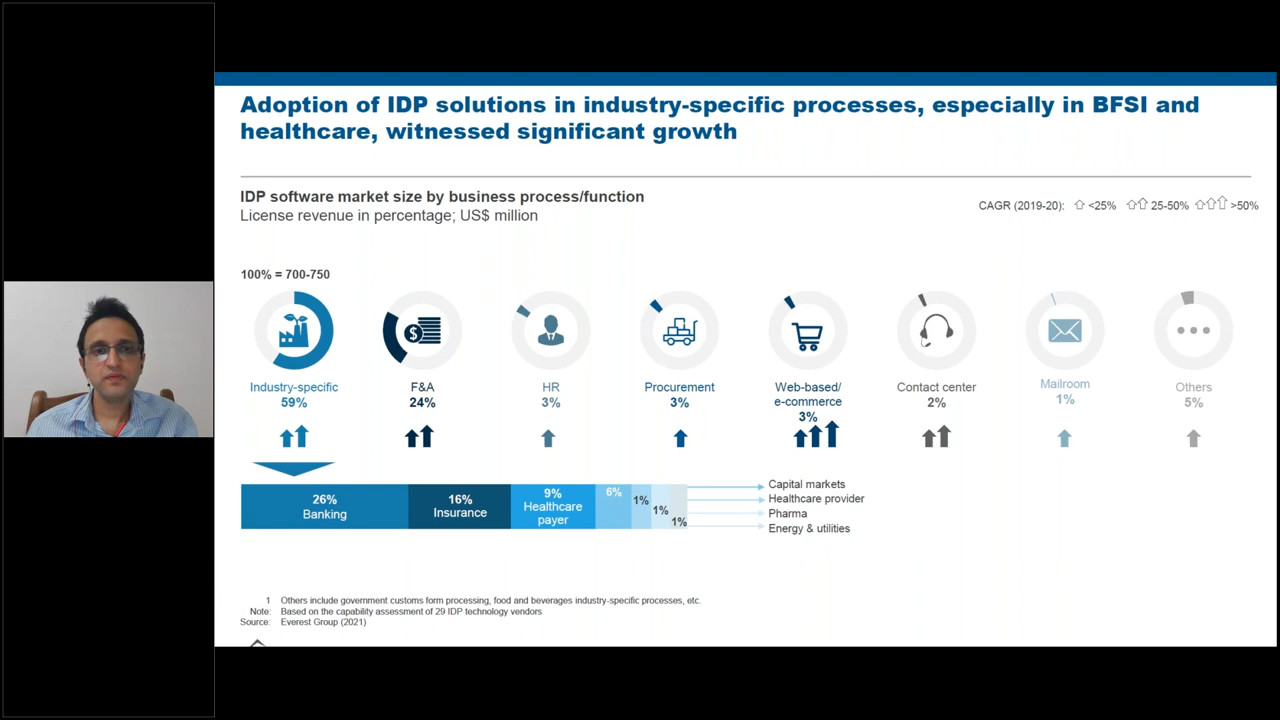 Adoption of IDP solutions in industry-specific processes, especially in BFSI and
healthcare, witnessed significant growth
IDP software market size by business process/function
License revenue in percentage; US$ million
CAGR (2019-20): <25% 25-50% >50%
100% = 700-750
$
Industry-specific
59%
F&A
24%
HR
3%
Procurement
3%
Web-based/
e-commerce
3%
Contact center
2%
Mailroom
1%
Others
5%
26%
Banking
16%
Insurance
9%
Healthcare
payer
6%
1%
1%
1%
Capital markets
Healthcare provider
Pharma
Energy & utilities
1 Others include government customs form processing, food and beverages industry-specific processes, etc.
Note: Based on the capability assessment of 29 IDP technology vendors
Source: Everest Group (2021)